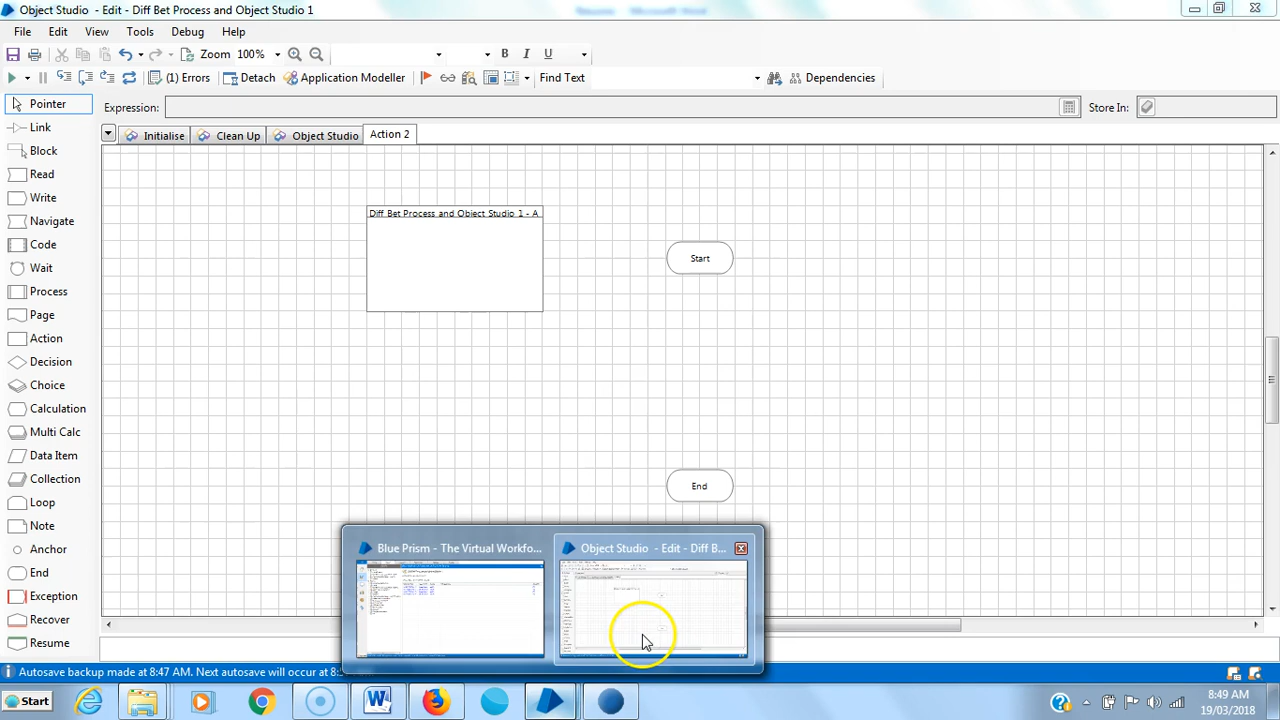 Object Studio - Edit - Diff Bet Process and Object Studio 1
File Edit View Tools Debug Help
Zoom 100% B I U
(1) Errors Detach Application Modeller Find Text Dependencies
Pointer
Expression: Store In:
Link
Initialise Clean Up Object Studio Action 2
Block
Read
Write
Navigate
Code
Wait
Process
Page
Action
Decision
Choice
Calculation
Multi Calc
Data Item
Collection
Loop
Note
Anchor
End
Exception
Recover
Resume
Diff Bet Process and Object Studio 1 - A
Start
End
Blue Prism - The Virtual Workfo...
Object Studio - Edit - Diff B...
Autosave backup made at 8:47 AM. Next autosave will occur at 8:
Start
8:49 AM
19/03/2018